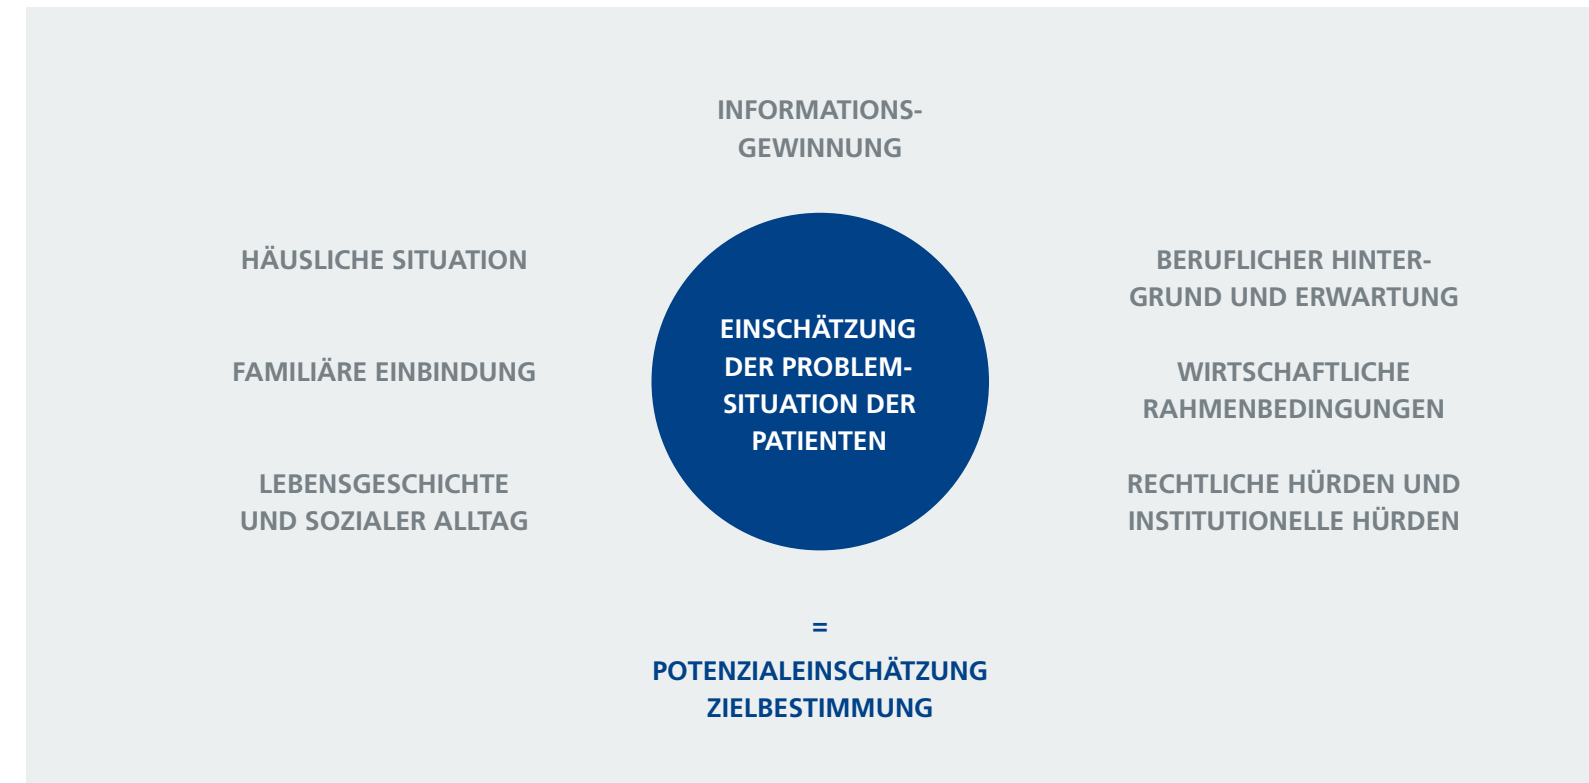 INFORMATIONS-
GEWINNUNG
HÄUSLICHE SITUATION
FAMILIÄRE EINBINDUNG
LEBENSGESCHICHTE
UND SOZIALER ALLTAG
EINSCHÄTZUNG
DER PROBLEM-
SITUATION DER
PATIENTEN
BERUFLICHER HINTER-
GRUND UND ERWARTUNG
WIRTSCHAFTLICHE
RAHMENBEDINGUNGEN
RECHTLICHE HÜRDEN UND
INSTITUTIONELLE HÜRDEN
=
POTENZIALEINSCHÄTZUNG
ZIELBESTIMMUNG